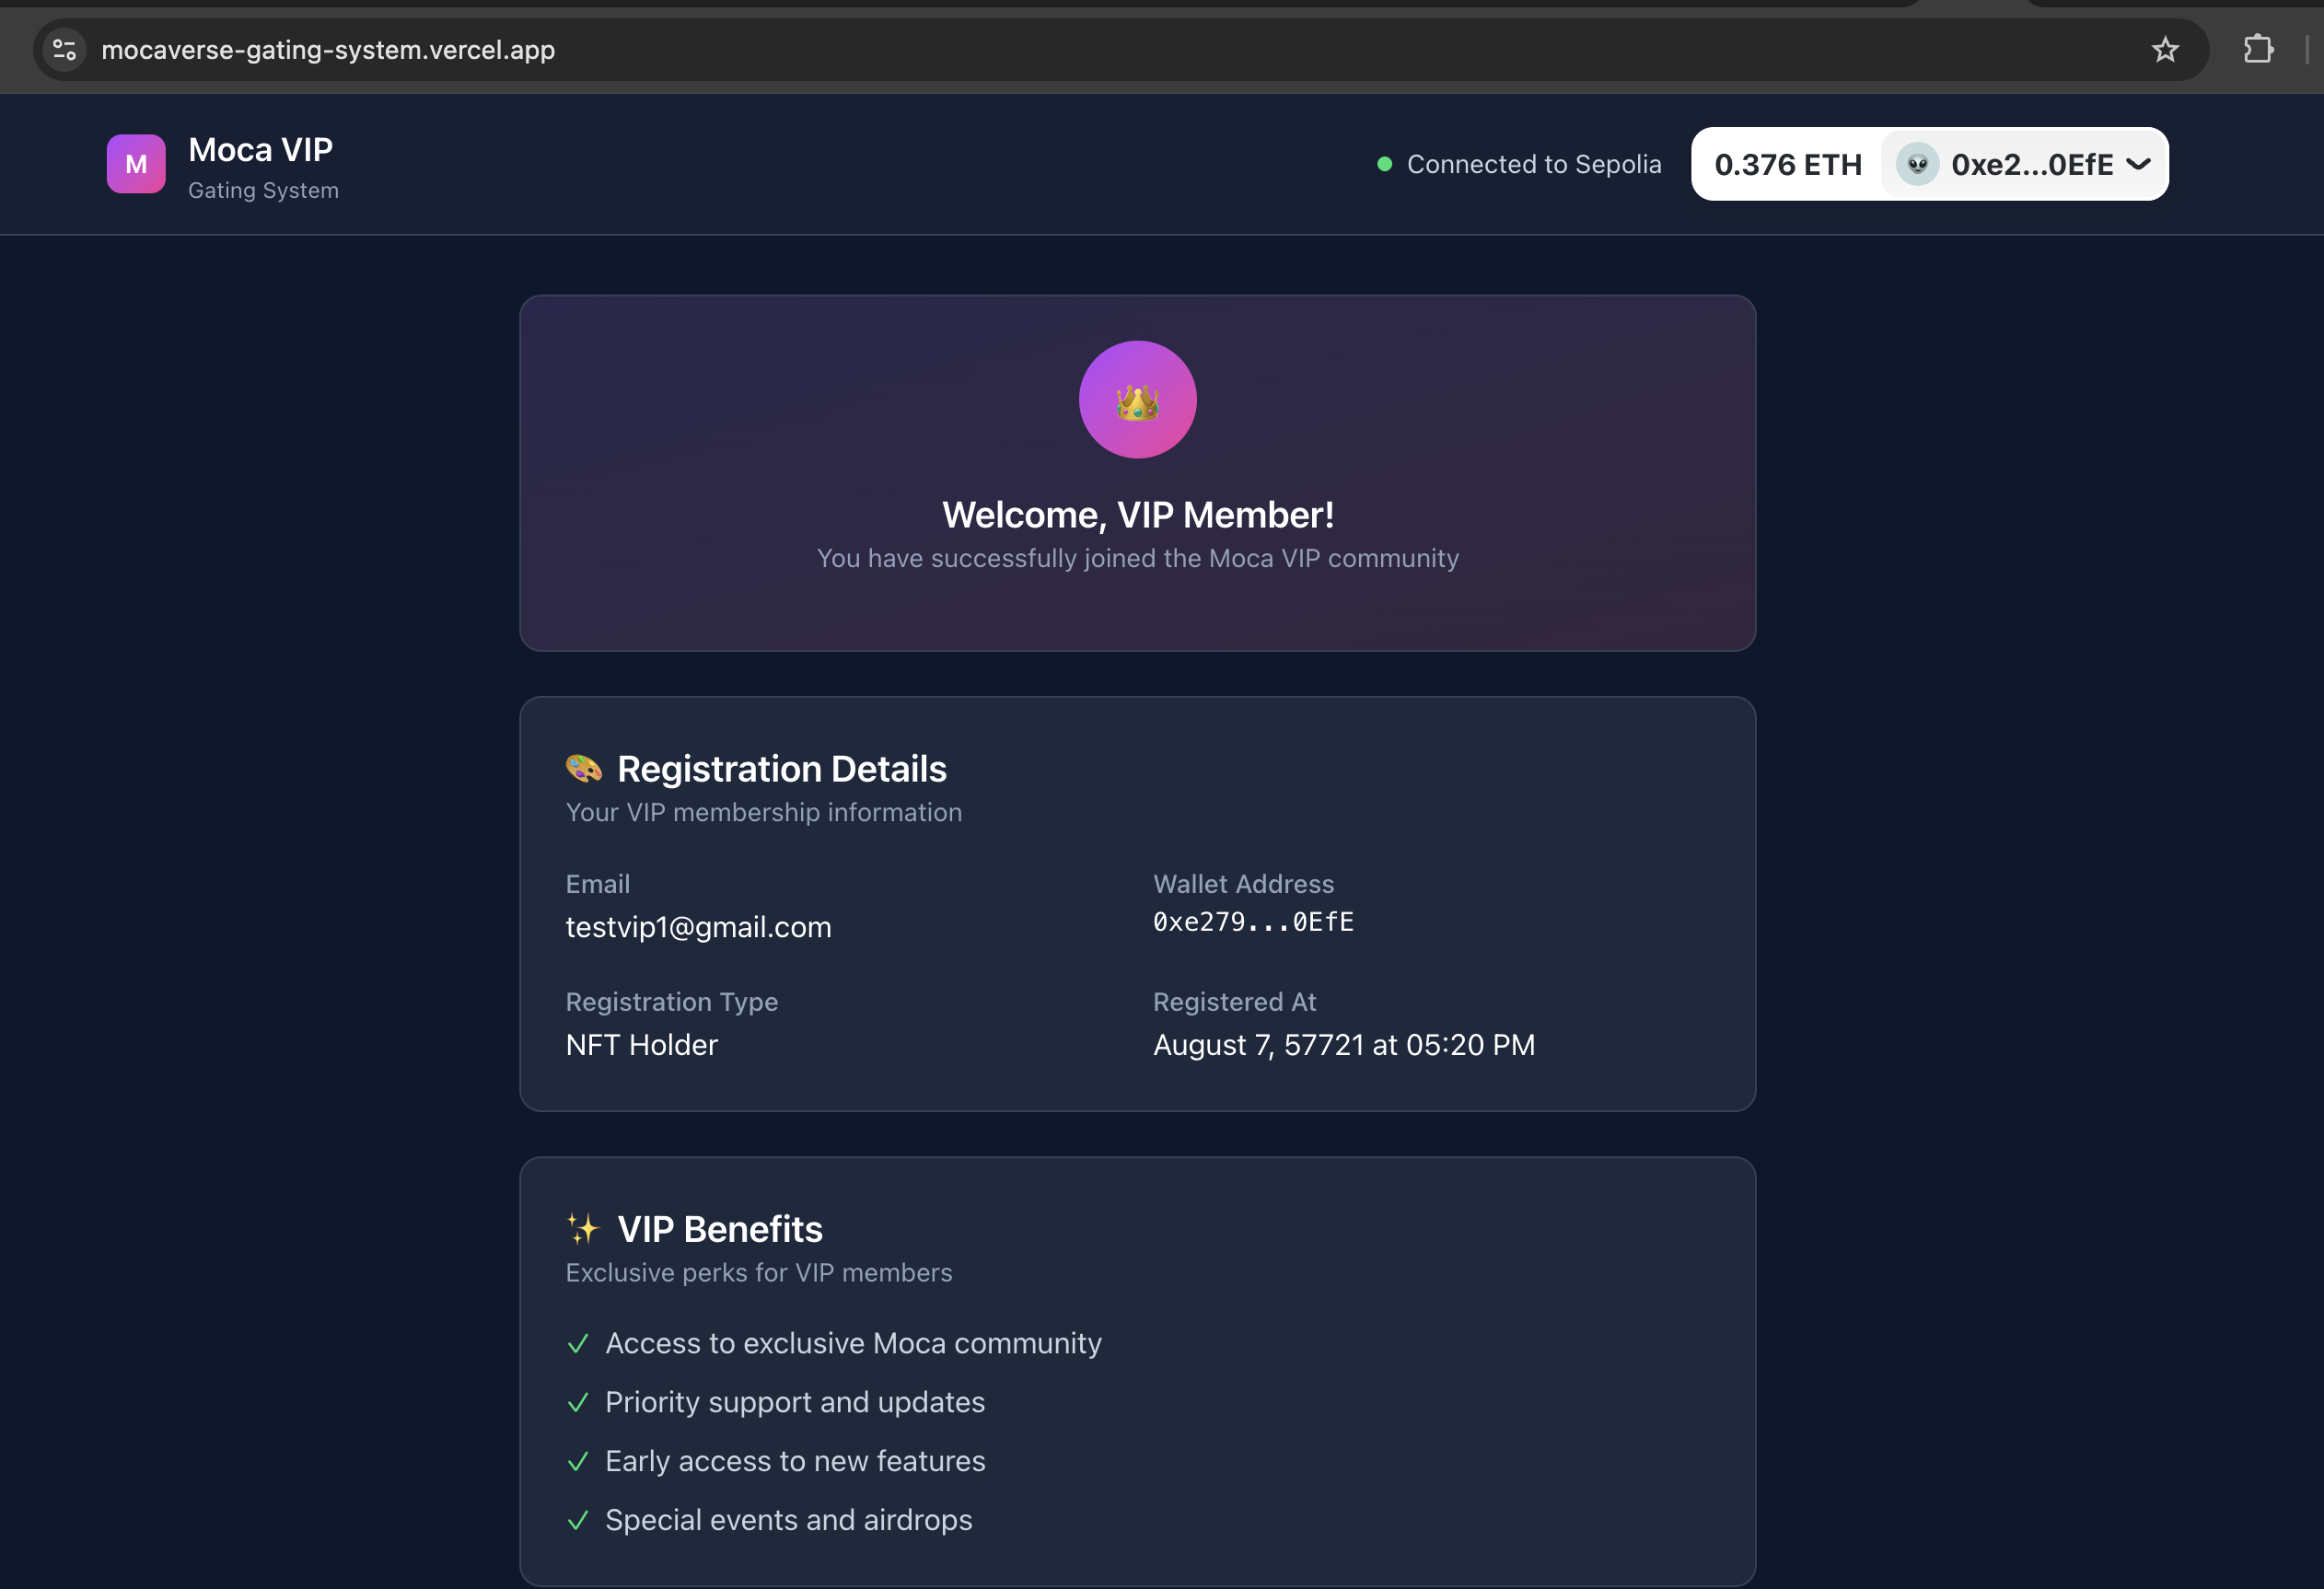 mocaverse-gating-system.vercel.app
M
Moca VIP
Gating System
Connected to Sepolia
0.376 ETH
0xe2...0EfE
Welcome, VIP Member!
You have successfully joined the Moca VIP community
Registration Details
Your VIP membership information
Email
testvip1@gmail.com
Wallet Address
0xe279...0EfE
Registration Type
NFT Holder
Registered At
August 7, 57721 at 05:20 PM
VIP Benefits
Exclusive perks for VIP members
Access to exclusive Moca community
Priority support and updates
Early access to new features
Special events and airdrops